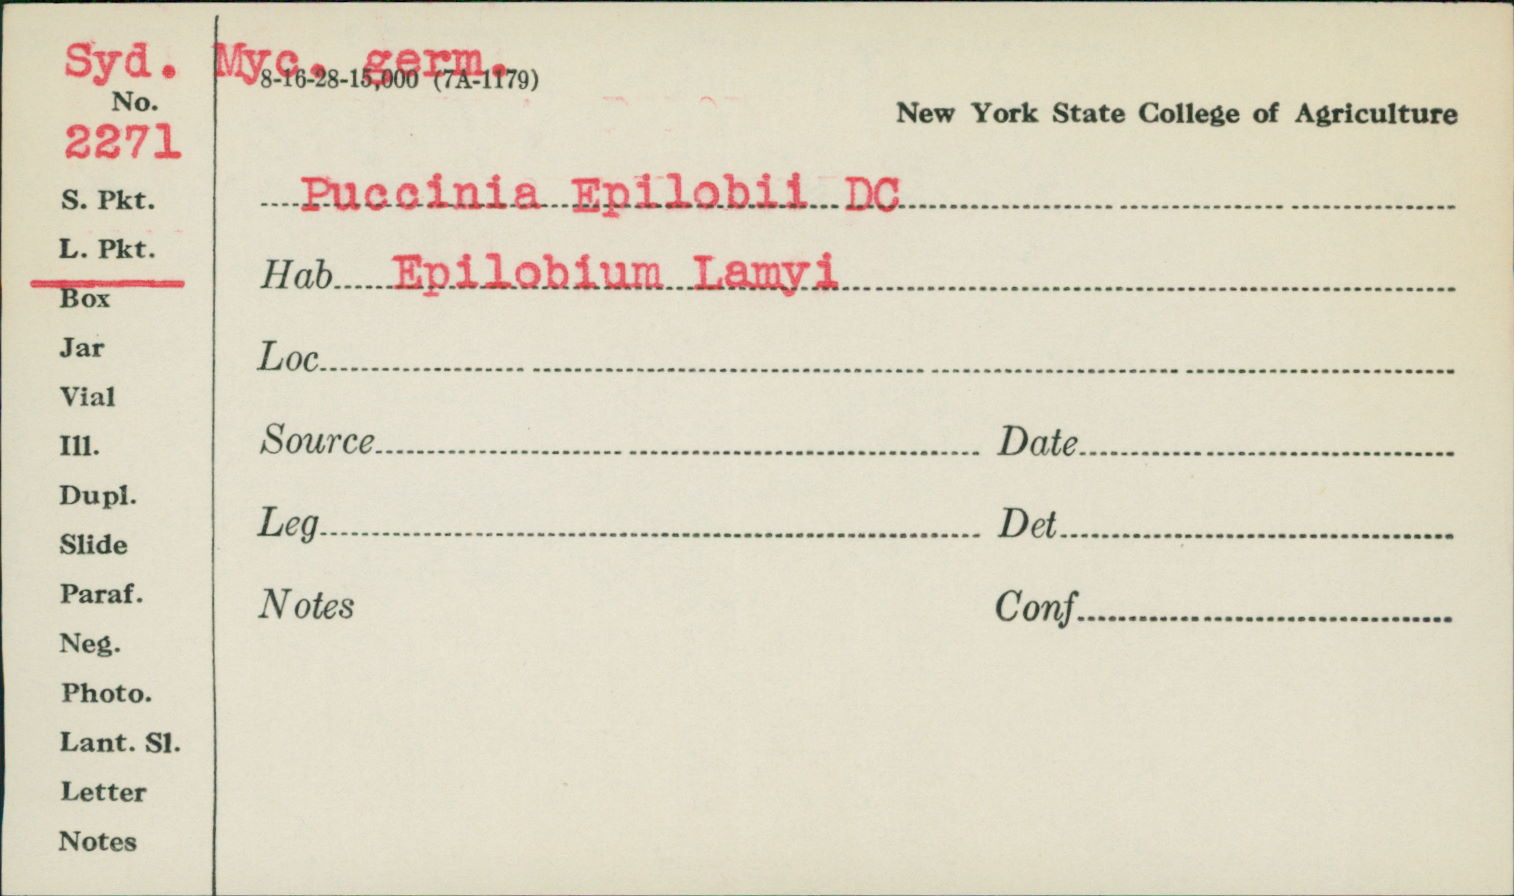 Syd. Myc. germ.
8-16-28-15,000 (7A-1179)
No.
New York State College of Agriculture
2271
S. Pkt.
Puccinia Epilobii DC
L. Pkt.
Hab Epilobium Lamyi
Box
Jar
Loc
Vial
Ill.
Source Date
Dupl.
Slide
Leg Det
Paraf.
Notes Conf
Neg.
Photo.
Lant. Sl.
Letter
Notes